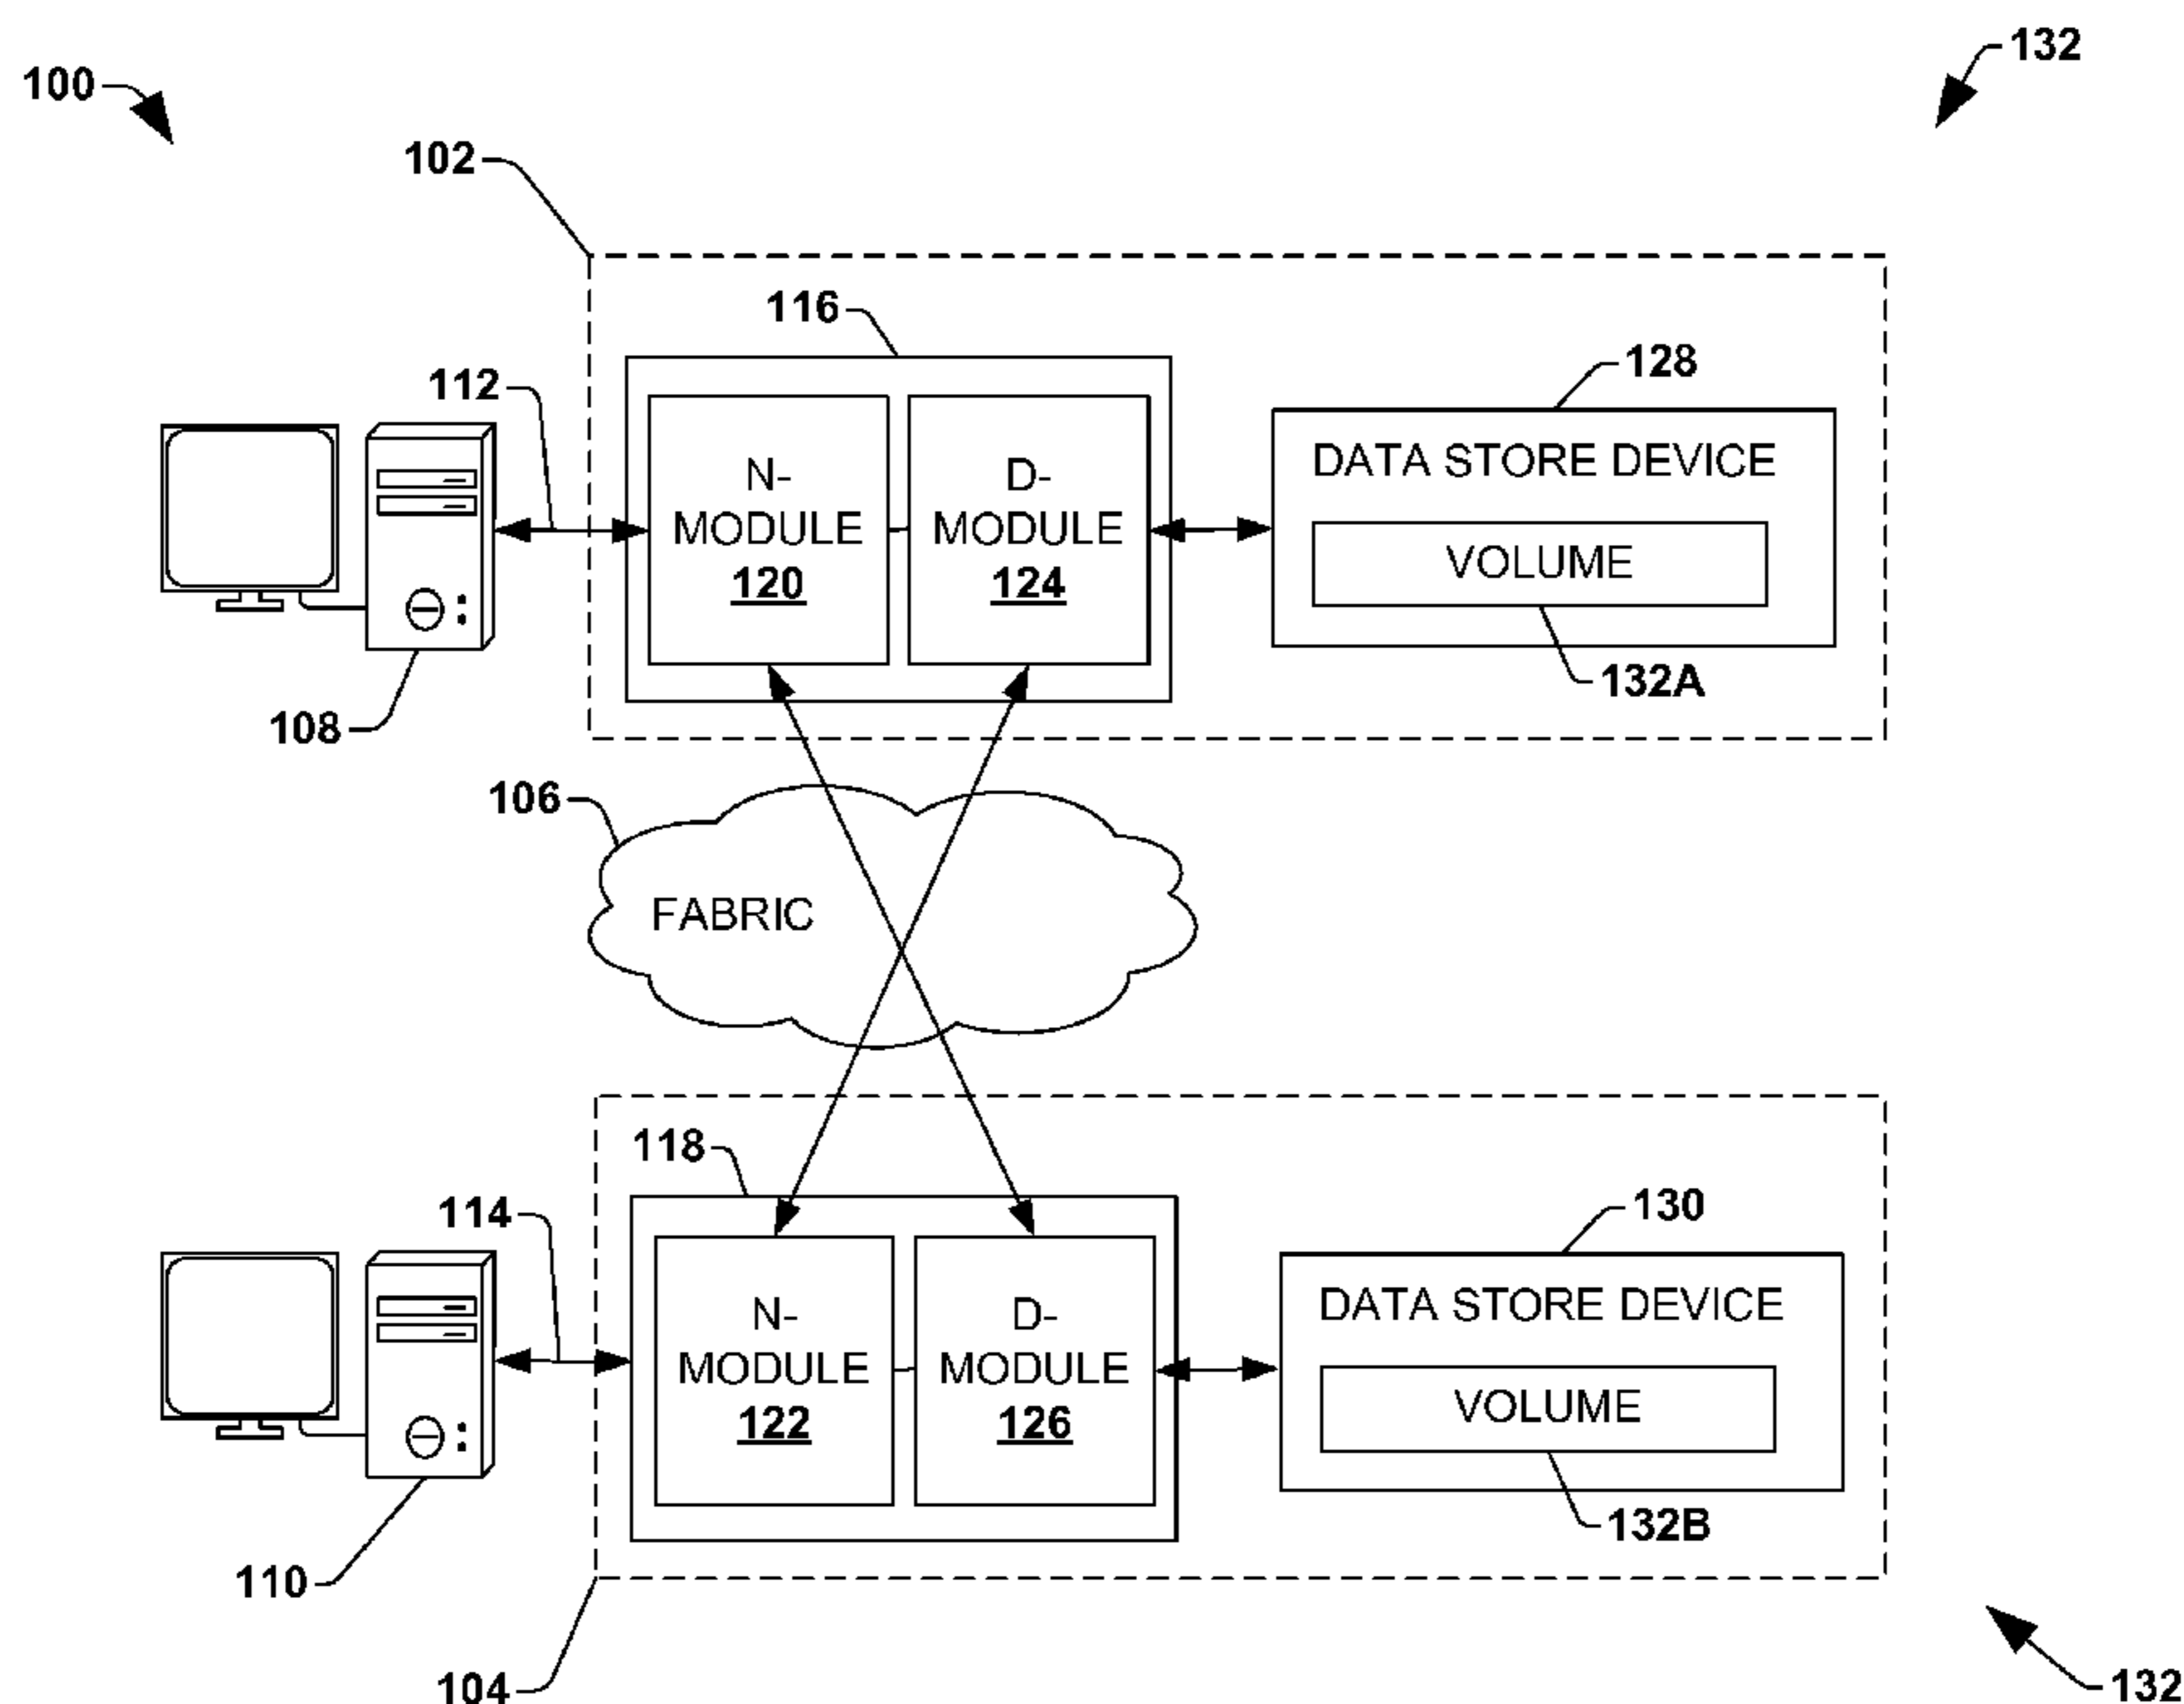 100
132
102
116
112
128
DATA STORE DEVICE
N-
MODULE
120
D-
MODULE
124
VOLUME
132A
108
106
FABRIC
118
114
130
DATA STORE DEVICE
N-
MODULE
122
D-
MODULE
126
VOLUME
132B
110
104
132